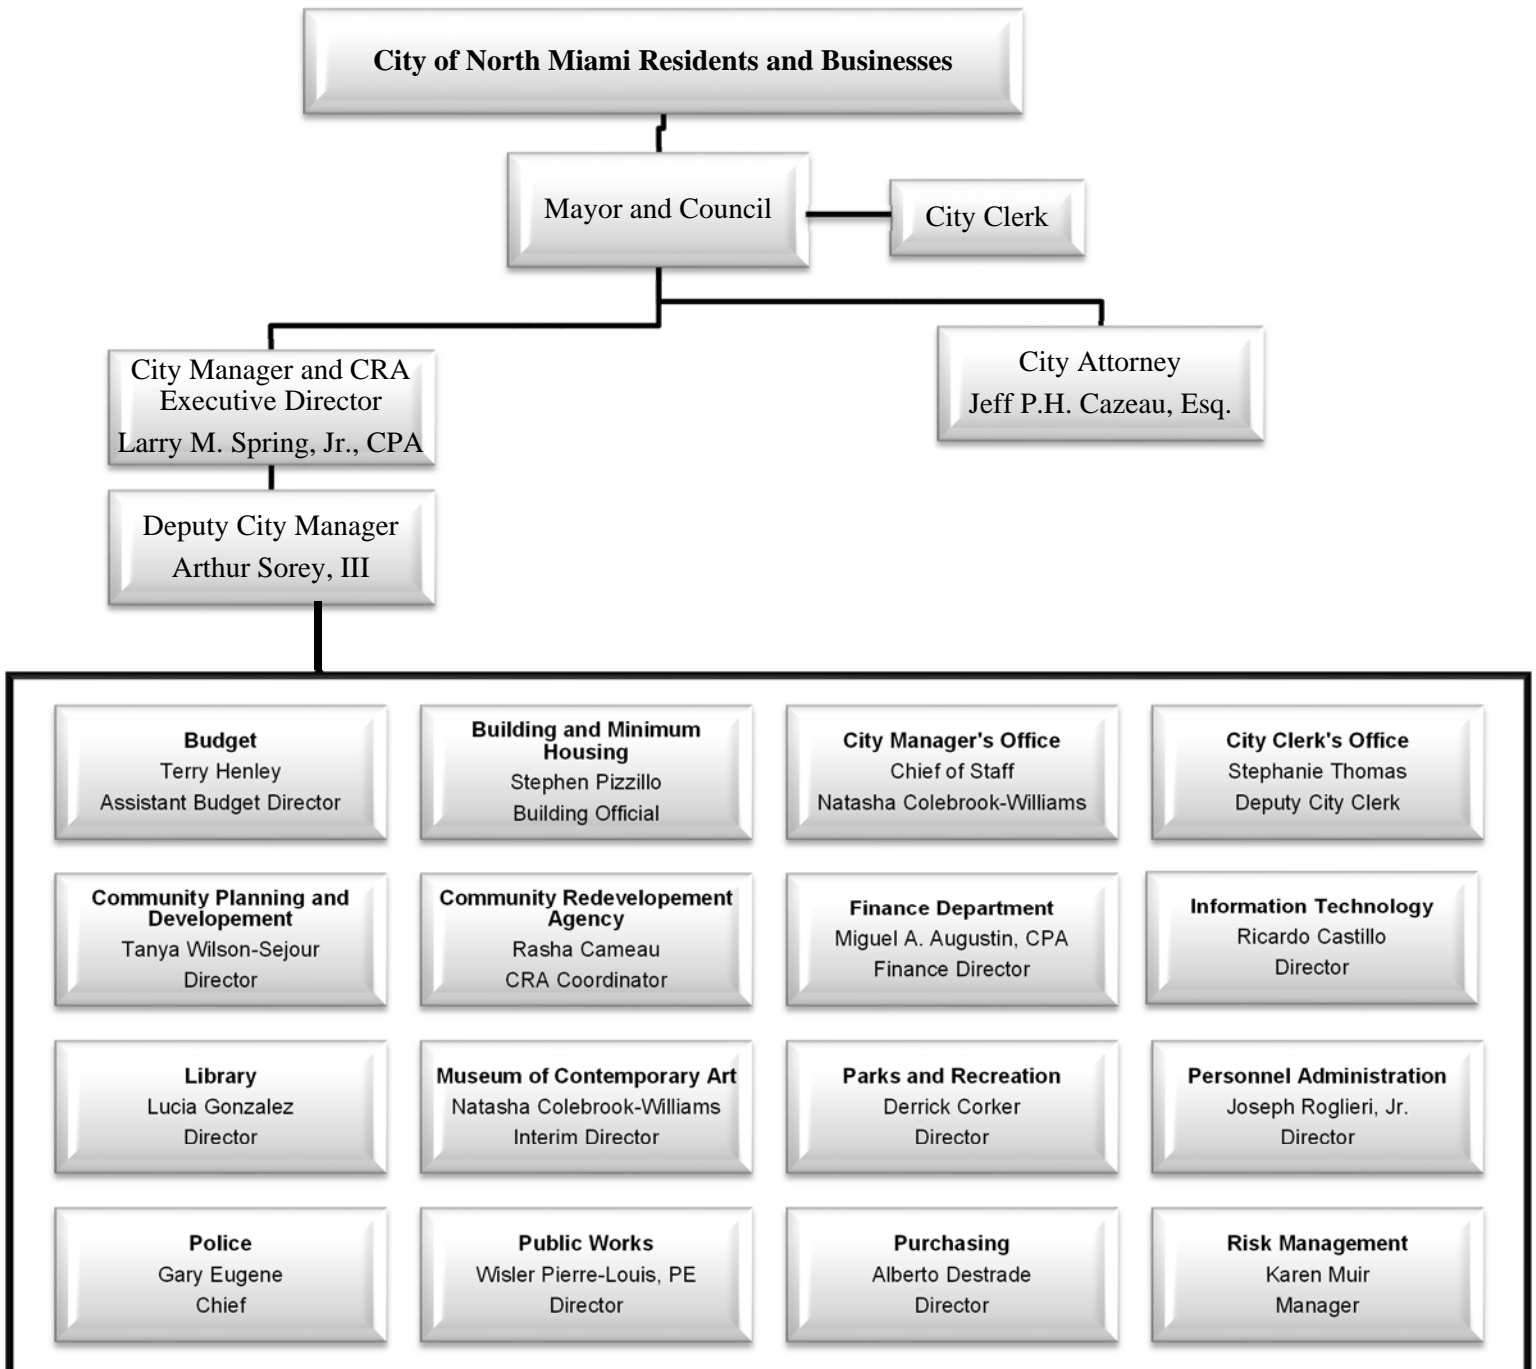 City of North Miami Residents and Businesses
Mayor and Council
City Clerk
City Manager and CRA
Executive Director
Larry M. Spring, Jr., CPA
City Attorney
Jeff P.H. Cazeau, Esq.
Deputy City Manager
Arthur Sorey, III
Budget
Terry Henley
Assistant Budget Director
Building and Minimum
Housing
Stephen Pizzillo
Building Official
City Manager's Office
Chief of Staff
Natasha Colebrook-Williams
City Clerk's Office
Stephanie Thomas
Deputy City Clerk
Community Planning and
Developement
Tanya Wilson-Sejour
Director
Community Redevelopement
Agency
Rasha Cameau
CRA Coordinator
Finance Department
Miguel A. Augustin, CPA
Finance Director
Information Technology
Ricardo Castillo
Director
Library
Lucia Gonzalez
Director
Museum of Contemporary Art
Natasha Colebrook-Williams
Interim Director
Parks and Recreation
Derrick Corker
Director
Personnel Administration
Joseph Roglieri, Jr.
Director
Police
Gary Eugene
Chief
Public Works
Wisler Pierre-Louis, PE
Director
Purchasing
Alberto Destrade
Director
Risk Management
Karen Muir
Manager